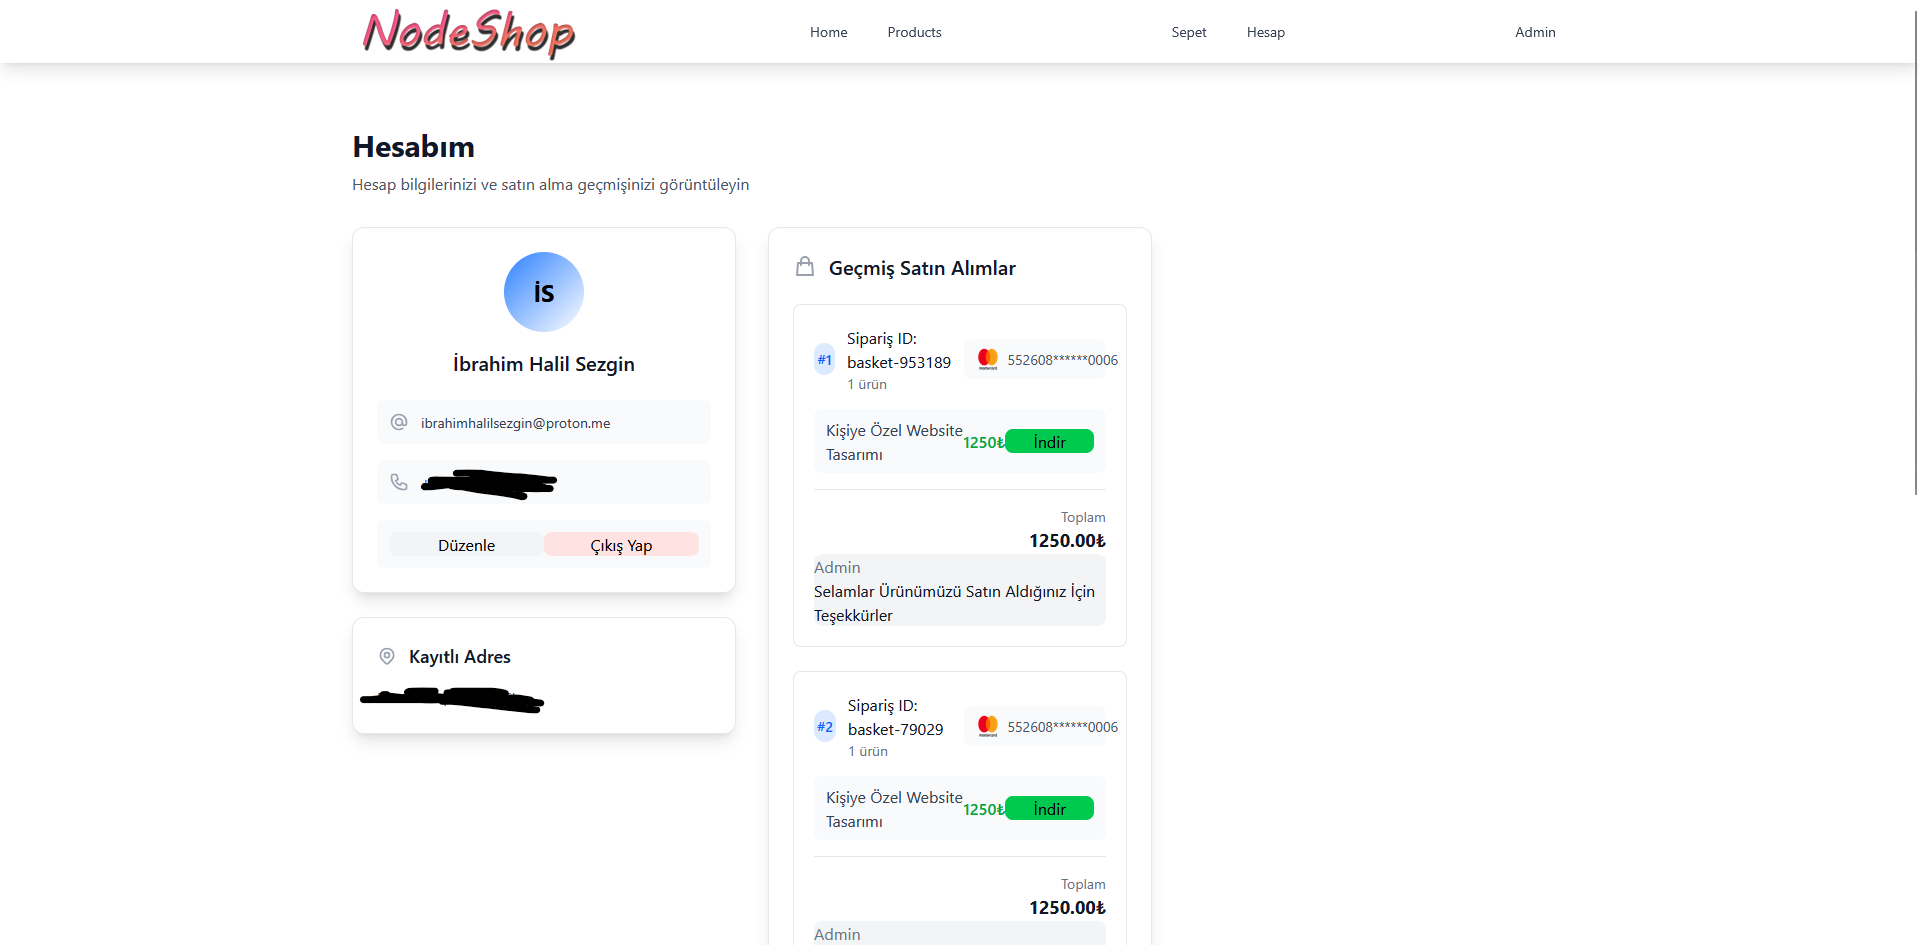 NodeShop
Home
Products
Sepet
Hesap
Admin
Hesabım
Hesap bilgilerinizi ve satın alma geçmişinizi görüntüleyin
İS
İbrahim Halil Sezgin
ibrahimhalilsezgin@proton.me
Düzenle
Çıkış Yap
Kayıtlı Adres
Geçmiş Satın Alımlar
#1
Sipariş ID:
basket-953189
1 ürün
552608******0006
Kişiye Özel Website
Tasarımı
1250₺
İndir
Toplam
1250.00₺
Admin
Selamlar Ürünümüzü Satın Aldığınız İçin
Teşekkürler
#2
Sipariş ID:
basket-79029
1 ürün
552608******0006
Kişiye Özel Website
Tasarımı
1250₺
İndir
Toplam
1250.00₺
Admin